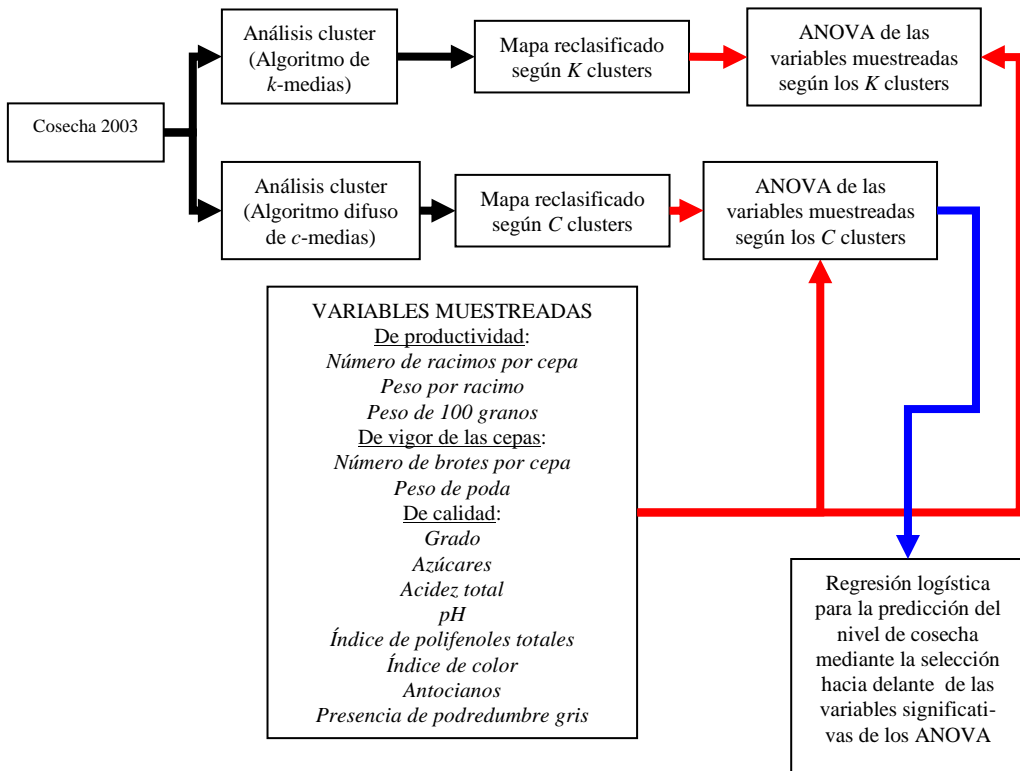 Cosecha 2003
Análisis cluster
(Algoritmo de
k-medias)
Mapa reclasificado
según K clusters
ANOVA de las
variables muestreadas
según los K clusters
Análisis cluster
(Algoritmo difuso
de c-medias)
Mapa reclasificado
según C clusters
ANOVA de las
variables muestreadas
según los C clusters
VARIABLES MUESTREADAS
De productividad:
Número de racimos por cepa
Peso por racimo
Peso de 100 granos
De vigor de las cepas:
Número de brotes por cepa
Peso de poda
De calidad:
Grado
Azúcares
Acidez total
pH
Índice de polifenoles totales
Índice de color
Antocianos
Presencia de podredumbre gris
Regresión logística
para la predicción del
nivel de cosecha
mediante la selección
hacia delante de las
variables significati-
vas de los ANOVA